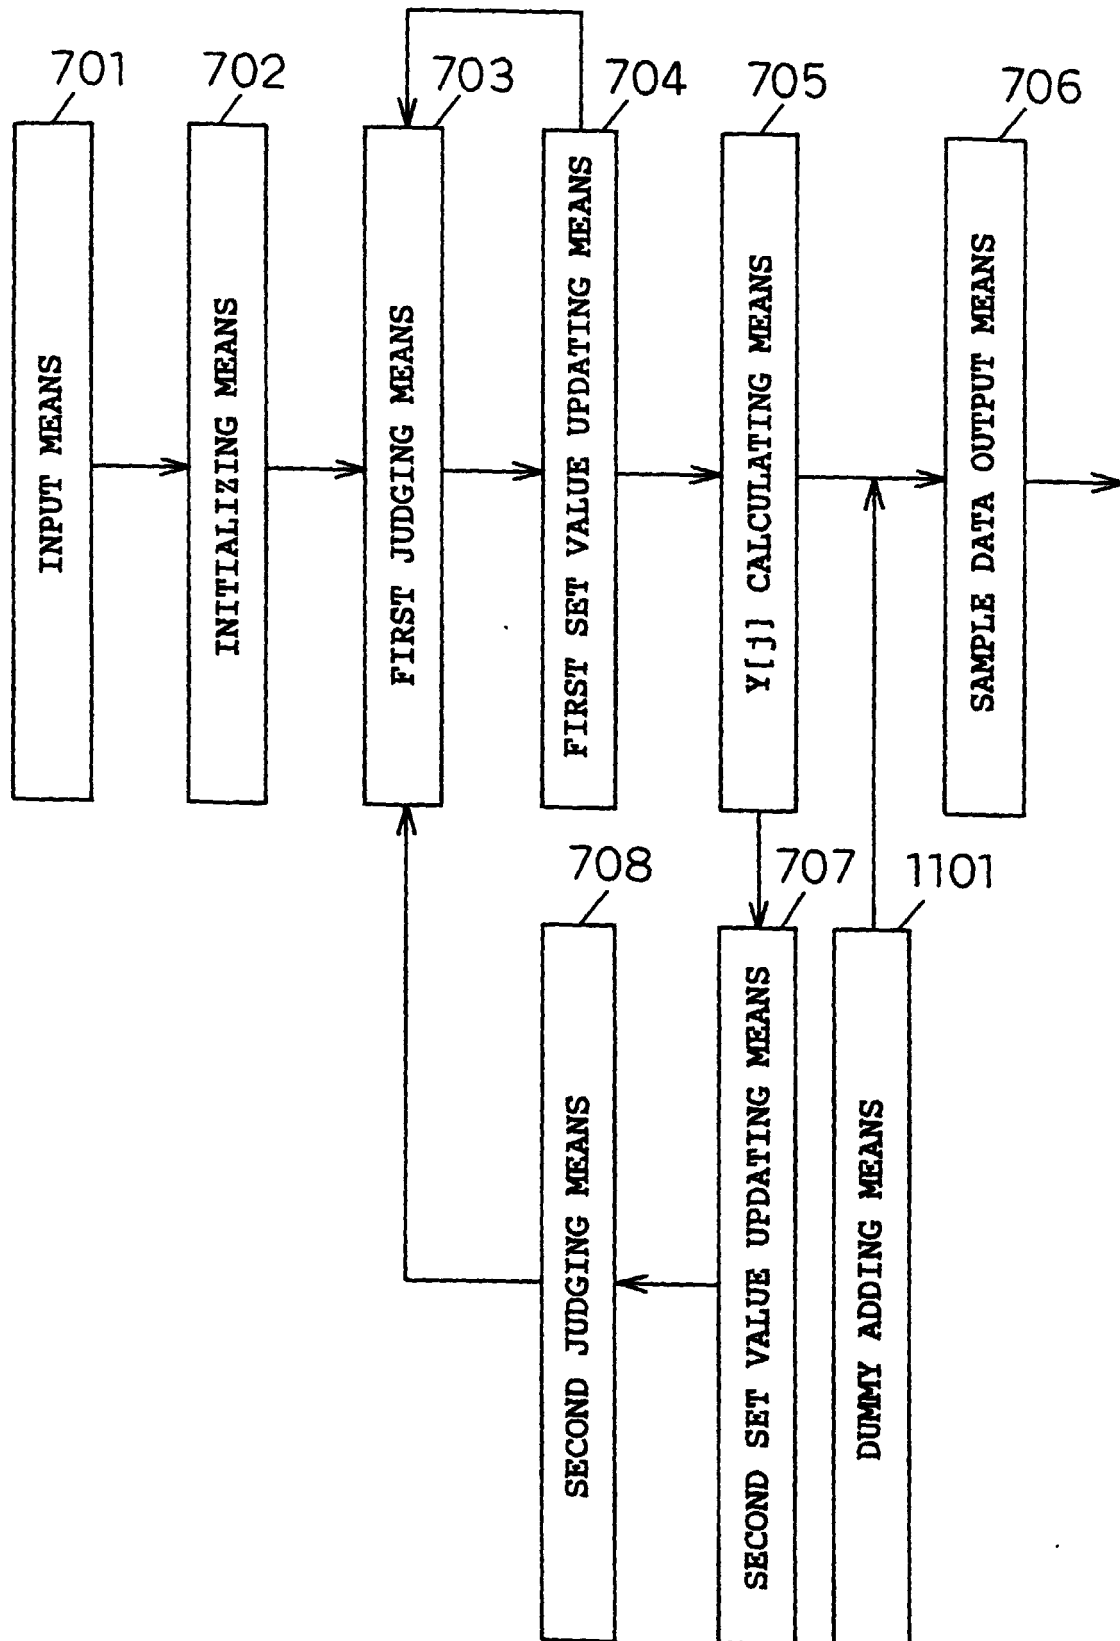 701
INPUT MEANS
702
INITIALIZING MEANS
703
FIRST JUDGING MEANS
704
FIRST SET VALUE UPDATING MEANS
705
Y[j] CALCULATING MEANS
706
SAMPLE DATA OUTPUT MEANS
708
SECOND JUDGING MEANS
707
SECOND SET VALUE UPDATING MEANS
1101
DUMMY ADDING MEANS